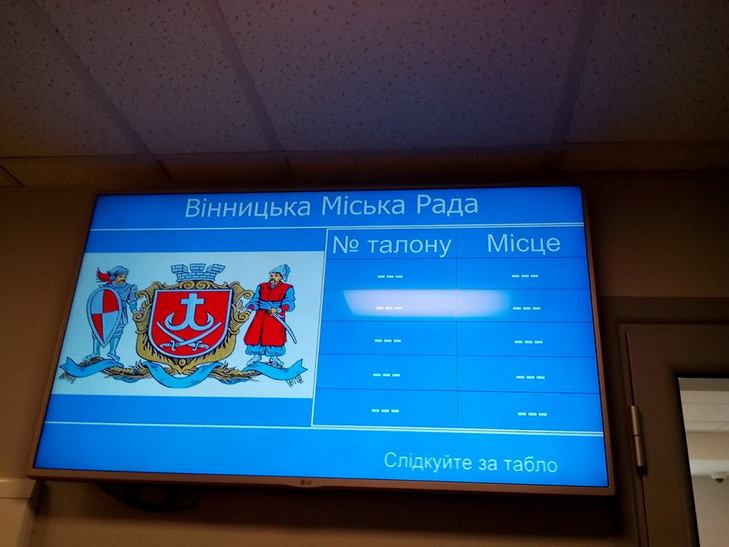 Вінницька Міська Рада
№ талону Місце
--- ---
--- ---
--- ---
--- ---
--- ---
Слідкуйте за табло
LG